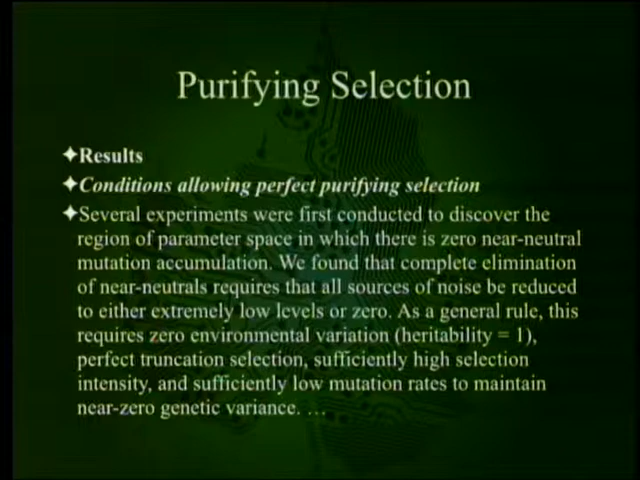 Purifying Selection
✦Results
✦Conditions allowing perfect purifying selection
✦Several experiments were first conducted to discover the
region of parameter space in which there is zero near-neutral
mutation accumulation. We found that complete elimination
of near-neutrals requires that all sources of noise be reduced
to either extremely low levels or zero. As a general rule, this
requires zero environmental variation (heritability = 1),
perfect truncation selection, sufficiently high selection
intensity, and sufficiently low mutation rates to maintain
near-zero genetic variance. …